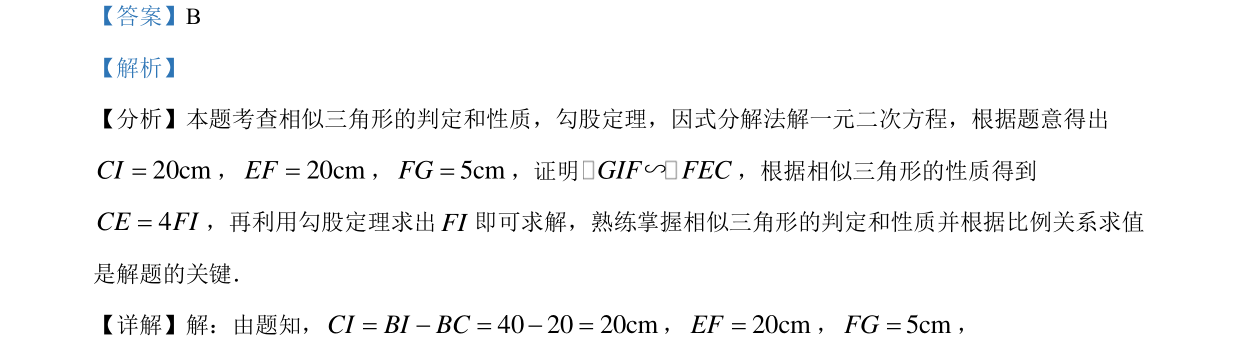 【答案】B
【解析】
【分析】本题考查相似三角形的判定和性质，勾股定理，因式分解法解一元二次方程，根据题意得出
CI = 20cm，EF = 20cm，FG = 5cm，证明□GIF∽□FEC，根据相似三角形的性质得到
CE = 4FI，再利用勾股定理求出FI即可求解，熟练掌握相似三角形的判定和性质并根据比例关系求值
是解题的关键．
【详解】解：由题知，CI = BI − BC = 40 − 20 = 20cm，EF = 20cm，FG = 5cm，